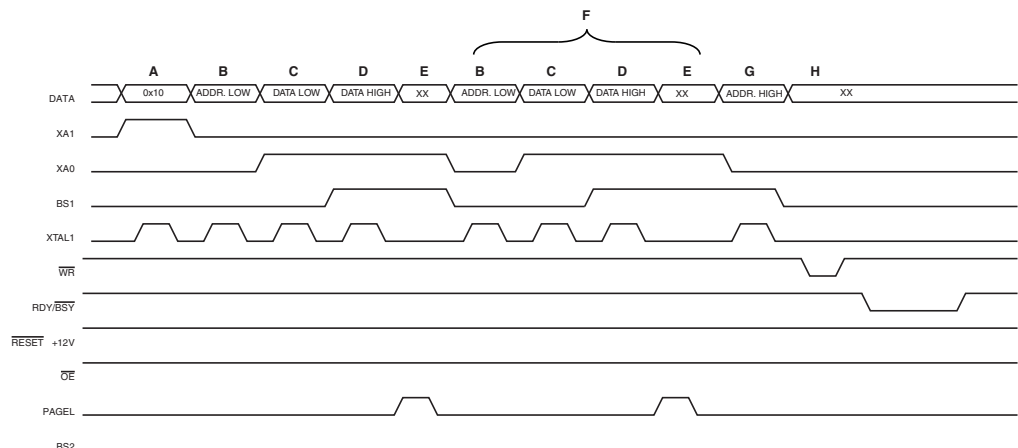 F
A B C D E B C D E G H
DATA 0x10 ADDR. LOW DATA LOW DATA HIGH XX ADDR. LOW DATA LOW DATA HIGH XX ADDR. HIGH XX
XA1
XA0
BS1
XTAL1
WR
RDY/BSY
RESET +12V
OE
PAGEL
BS2